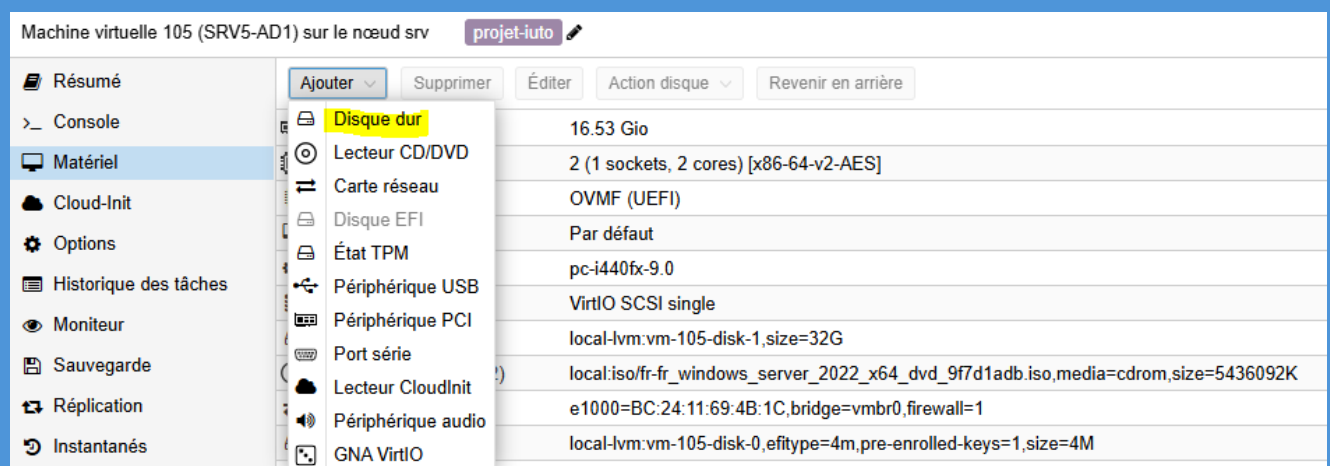 Machine virtuelle 105 (SRV5-AD1) sur le nœud srv projet-iuto
Résumé
Console
Matériel
Cloud-Init
Options
Historique des tâches
Moniteur
Sauvegarde
Réplication
Instantanés
Ajouter Supprimer Éditer Action disque Revenir en arrière
Disque dur
Lecteur CD/DVD
Carte réseau
Disque EFI
État TPM
Périphérique USB
Périphérique PCI
Port série
Lecteur CloudInit
Périphérique audio
GNA VirtIO
16.53 Gio
2 (1 sockets, 2 cores) [x86-64-v2-AES]
OVMF (UEFI)
Par défaut
pc-i440fx-9.0
VirtIO SCSI single
local-lvm:vm-105-disk-1,size=32G
2) local:iso/fr-fr_windows_server_2022_x64_dvd_9f7d1adb.iso,media=cdrom,size=5436092K
e1000=BC:24:11:69:4B:1C,bridge=vmbr0,firewall=1
local-lvm:vm-105-disk-0,efitype=4m,pre-enrolled-keys=1,size=4M